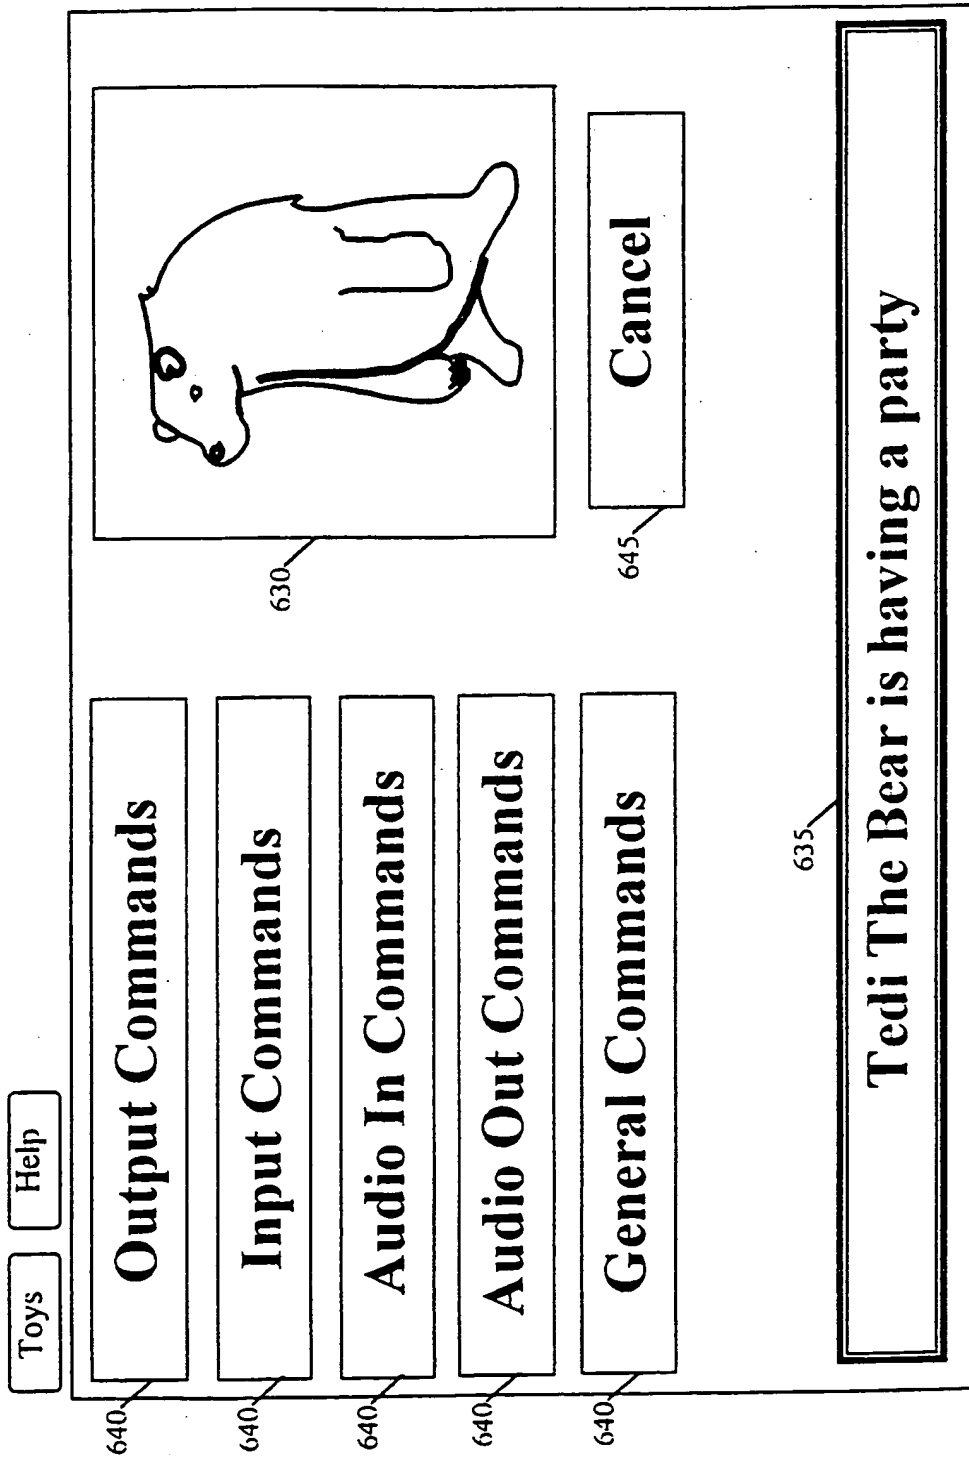 Toys Help
640 Output Commands
640 Input Commands
640 Audio In Commands
640 Audio Out Commands
640 General Commands
630
645 Cancel
635
Tedi The Bear is having a party